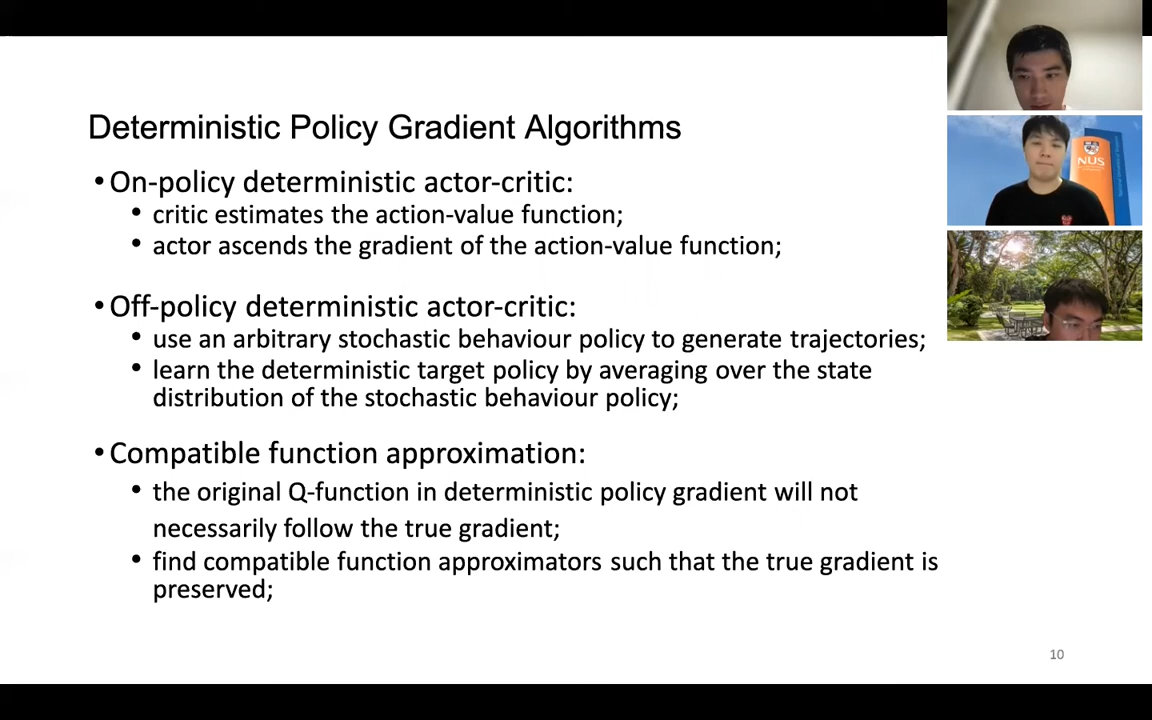 Deterministic Policy Gradient Algorithms
• On-policy deterministic actor-critic:
• critic estimates the action-value function;
• actor ascends the gradient of the action-value function;
• Off-policy deterministic actor-critic:
• use an arbitrary stochastic behaviour policy to generate trajectories;
• learn the deterministic target policy by averaging over the state
distribution of the stochastic behaviour policy;
• Compatible function approximation:
• the original Q-function in deterministic policy gradient will not
necessarily follow the true gradient;
• find compatible function approximators such that the true gradient is
preserved;
10
NUS